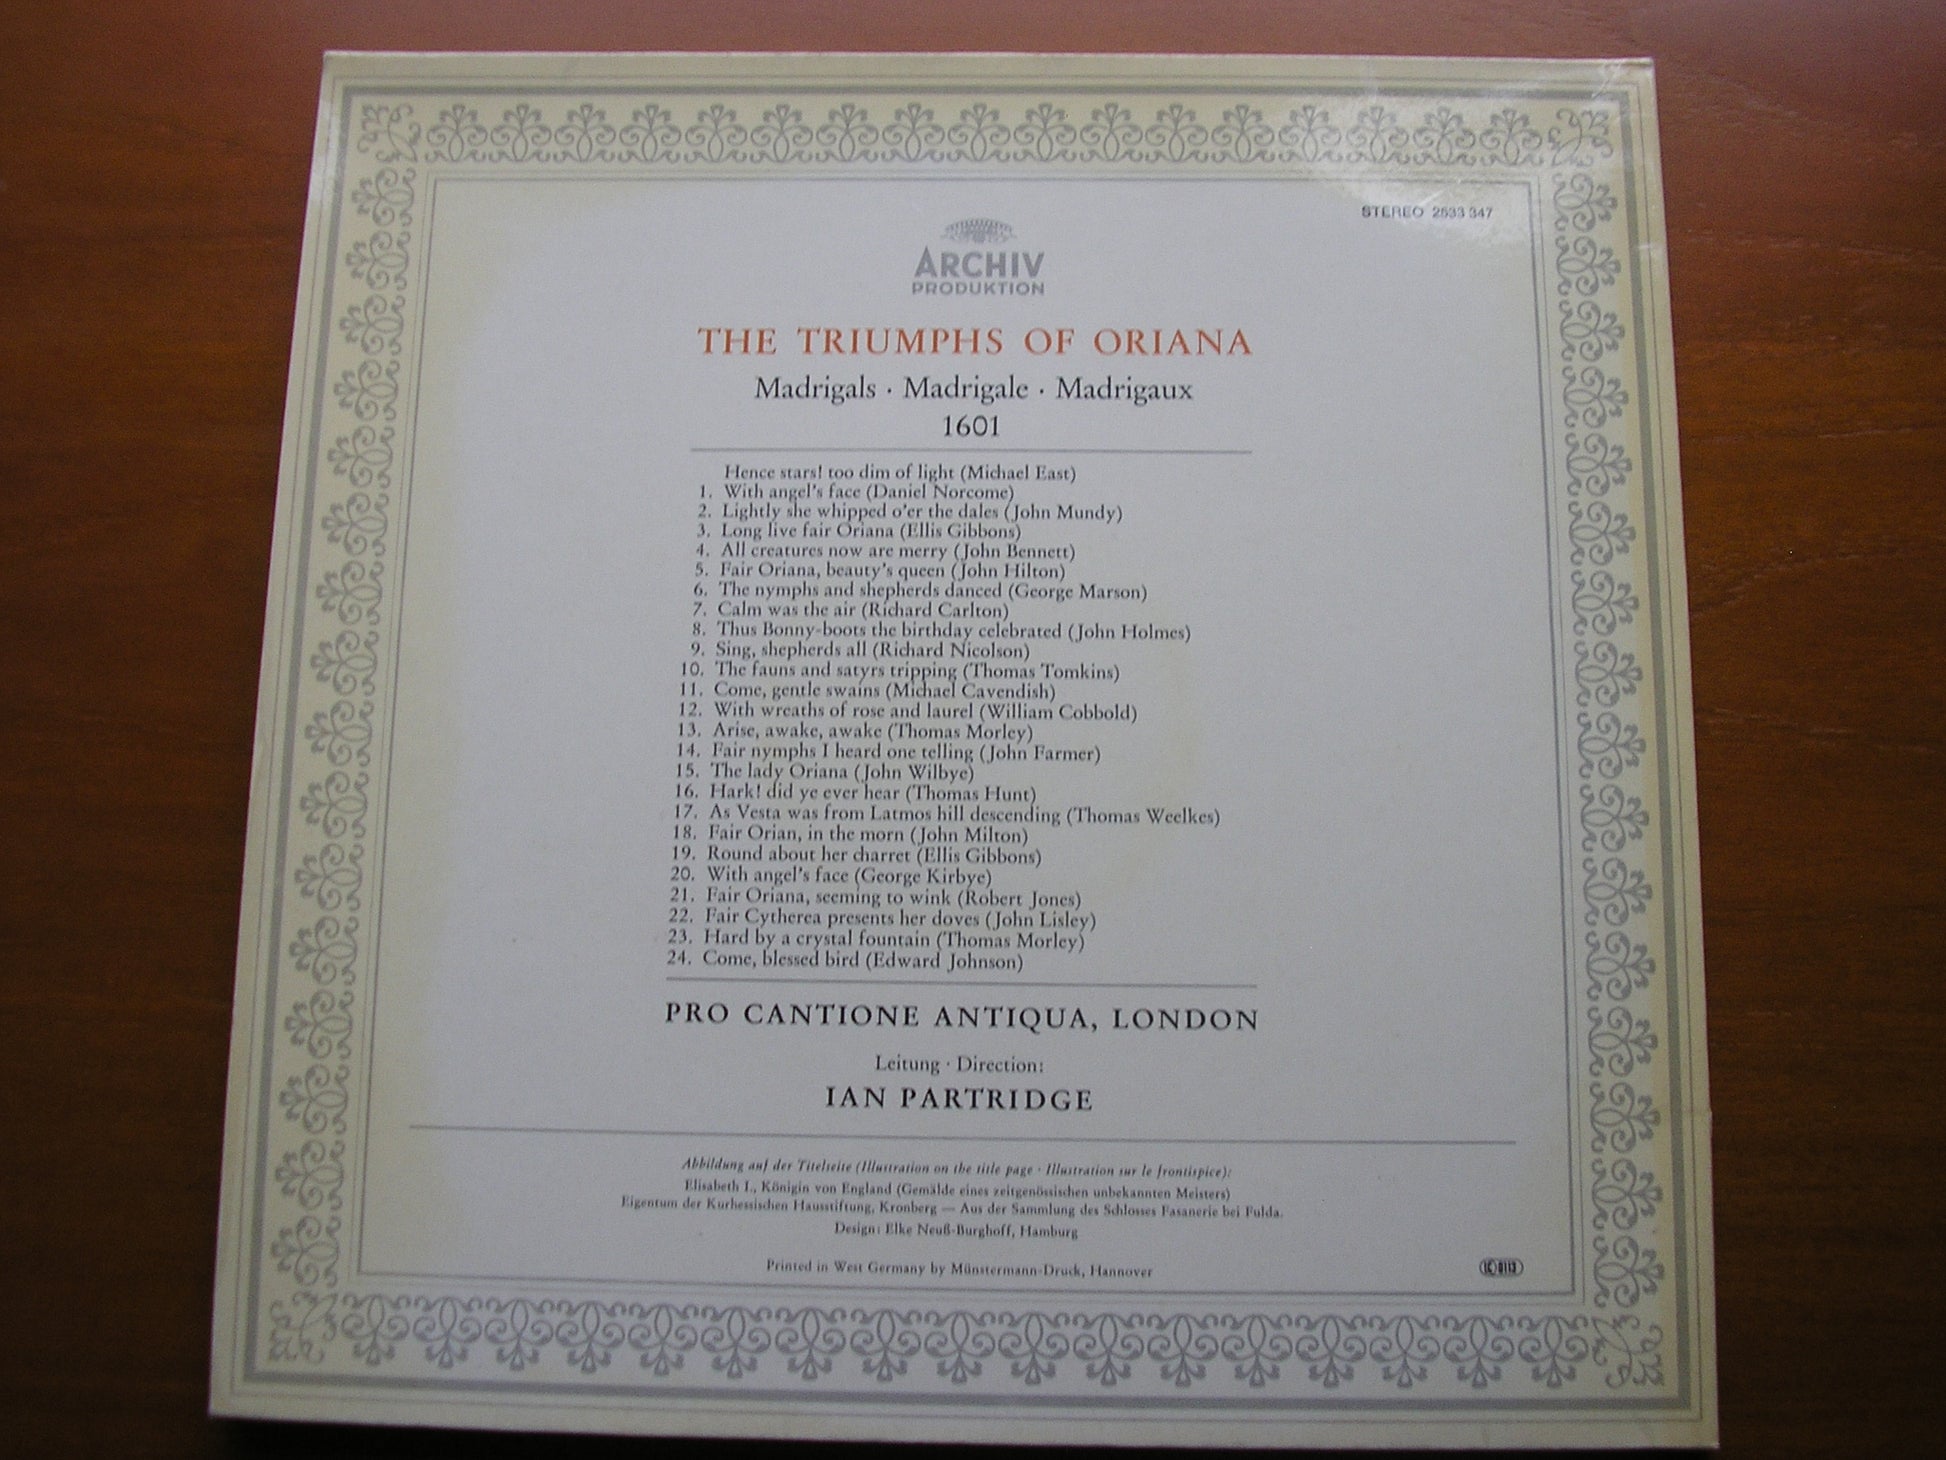 STEREO 2533 347
ARCHIV
PRODUKTION
THE TRIUMPHS OF ORIANA
Madrigals · Madrigale · Madrigaux
1601
Hence stars! too dim of light (Michael East)
1. With angel's face (Daniel Norcome)
2. Lightly she whipped o'er the dales (John Mundy)
3. Long live fair Oriana (Ellis Gibbons)
4. All creatures now are merry (John Bennett)
5. Fair Oriana, beauty's queen (John Hilton)
6. The nymphs and shepherds danced (George Marson)
7. Calm was the air (Richard Carlton)
8. Thus Bonny-boots the birthday celebrated (John Holmes)
9. Sing, shepherds all (Richard Nicolson)
10. The fauns and satyrs tripping (Thomas Tomkins)
11. Come, gentle swains (Michael Cavendish)
12. With wreaths of rose and laurel (William Cobbold)
13. Arise, awake, awake (Thomas Morley)
14. Fair nymphs I heard one telling (John Farmer)
15. The lady Oriana (John Wilbye)
16. Hark! did ye ever hear (Thomas Hunt)
17. As Vesta was from Latmos hill descending (Thomas Weelkes)
18. Fair Orian, in the morn (John Milton)
19. Round about her charret (Ellis Gibbons)
20. With angel's face (George Kirbye)
21. Fair Oriana, seeming to wink (Robert Jones)
22. Fair Cytherea presents her doves (John Lisley)
23. Hard by a crystal fountain (Thomas Morley)
24. Come, blessed bird (Edward Johnson)
PRO CANTIONE ANTIQUA, LONDON
Leitung · Direction:
IAN PARTRIDGE
Abbildung auf der Titelseite (Illustration on the title page · Illustration sur le frontispice):
Elisabeth I., Königin von England (Gemälde eines zeitgenössischen unbekannten Meisters)
Eigentum der Kurhessischen Hausstiftung, Kronberg — Aus der Sammlung des Schlosses Fasanerie bei Fulda.
Design: Elke Neuß-Burghoff, Hamburg
Printed in West Germany by Münstermann-Druck, Hannover